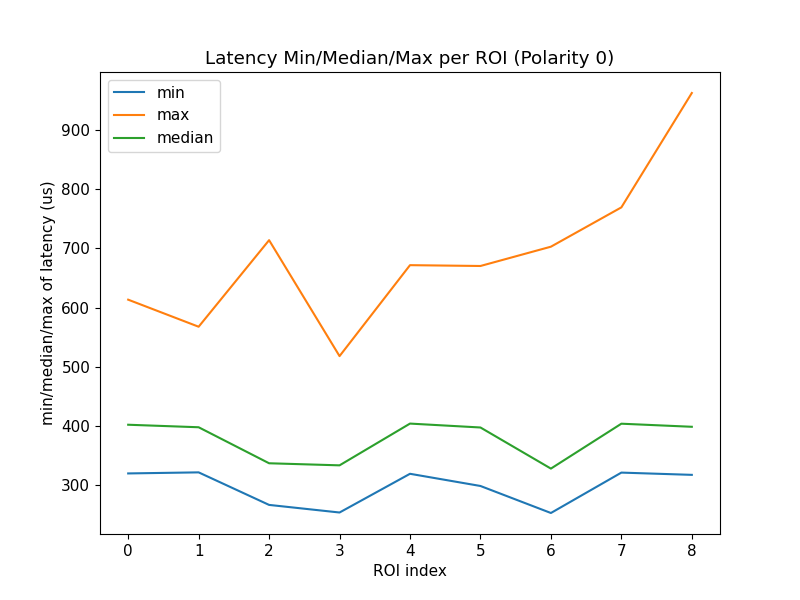 Latency Min/Median/Max per ROI (Polarity 0)
min
max
median
900
800
700
600
500
400
300
min/median/max of latency (us)
0 1 2 3 4 5 6 7 8
ROI index